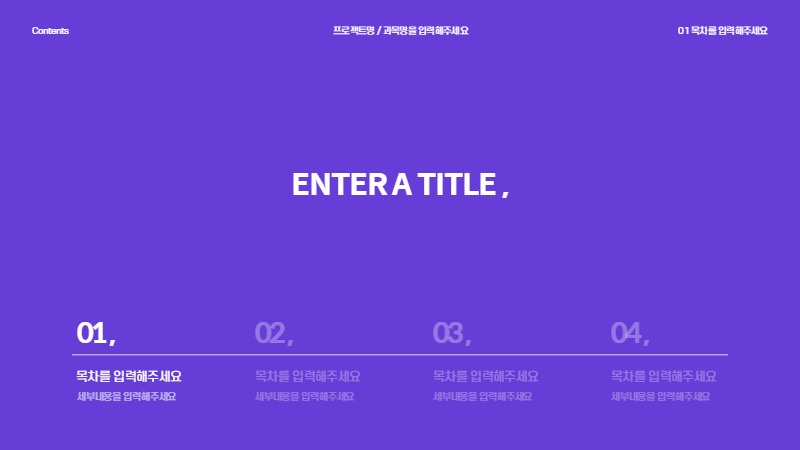 Contents
프로젝트명 / 과목명을 입력해주세요
01 목차를 입력해주세요
ENTER A TITLE ,
01, 02, 03, 04,
목차를 입력해주세요 목차를 입력해주세요 목차를 입력해주세요 목차를 입력해주세요
세부내용을 입력해주세요 세부내용을 입력해주세요 세부내용을 입력해주세요 세부내용을 입력해주세요